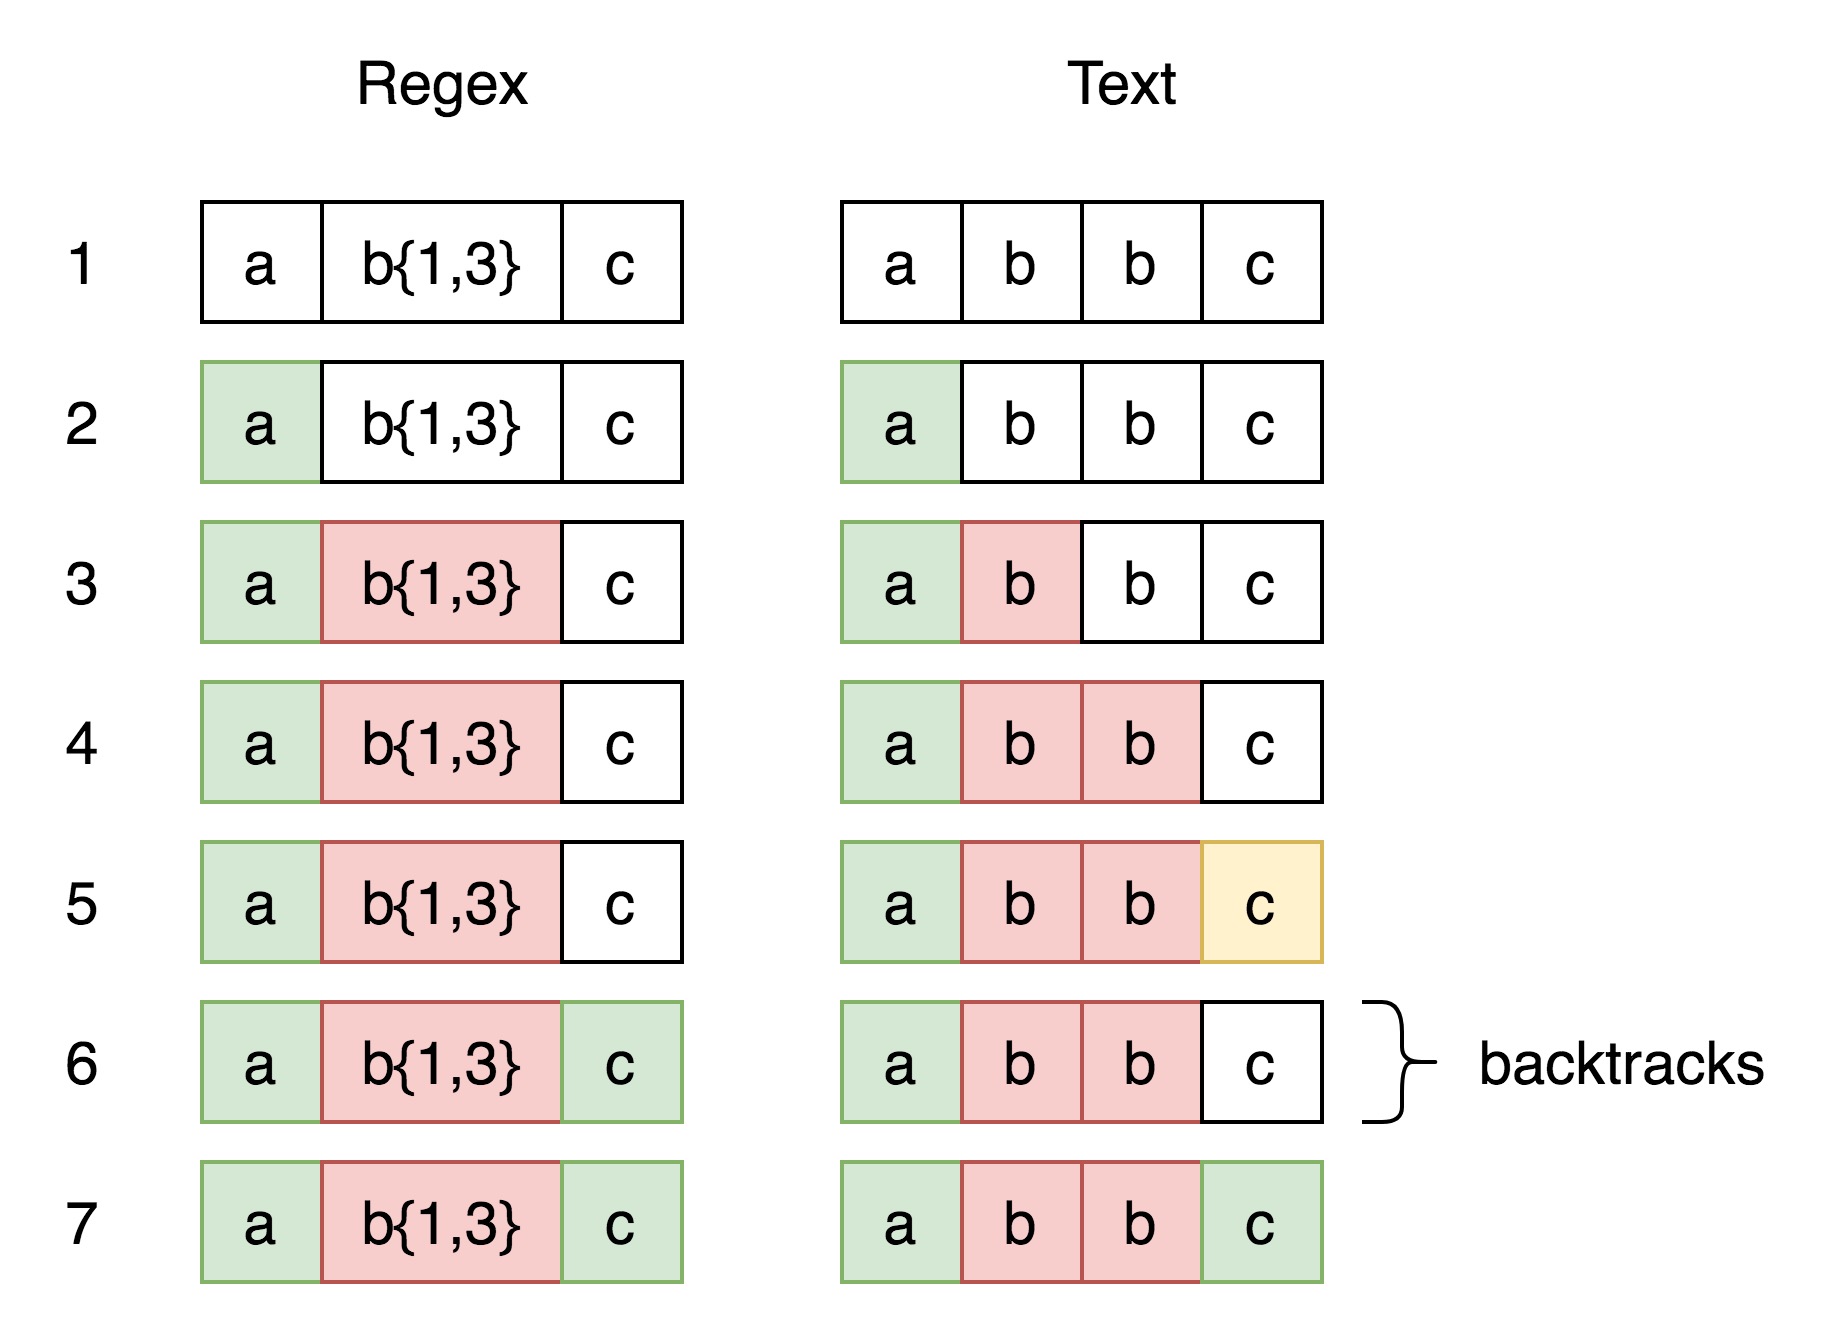 Regex Text
1 a b{1,3} c a b b c
2 a b{1,3} c a b b c
3 a b{1,3} c a b b c
4 a b{1,3} c a b b c
5 a b{1,3} c a b b c
6 a b{1,3} c a b b c backtracks
7 a b{1,3} c a b b c